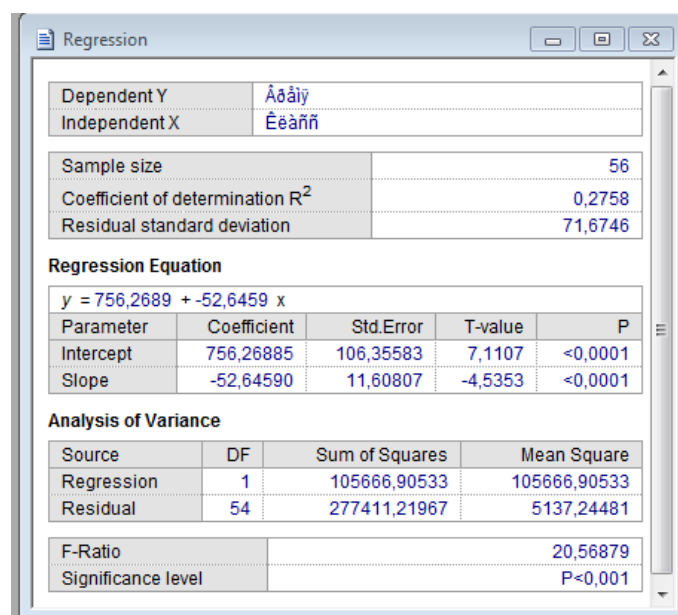 Regression
Dependent Y Âðåìÿ
Independent X Êëàññ
Sample size 56
Coefficient of determination R² 0,2758
Residual standard deviation 71,6746
Regression Equation
y = 756,2689 + -52,6459 x
Parameter Coefficient Std.Error T-value P
Intercept 756,26885 106,35583 7,1107 <0,0001
Slope -52,64590 11,60807 -4,5353 <0,0001
Analysis of Variance
Source DF Sum of Squares Mean Square
Regression 1 105666,90533 105666,90533
Residual 54 277411,21967 5137,24481
F-Ratio 20,56879
Significance level P<0,001